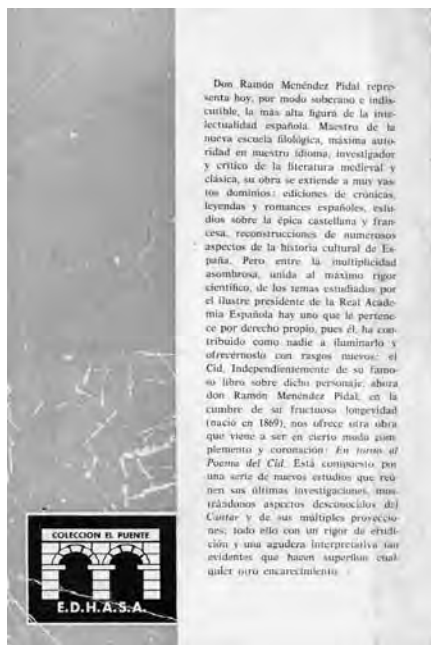 Don Ramón Menéndez Pidal repre-
senta hoy, por modo soberano e indis-
cutible, la más alta figura de la inte-
lectualidad española. Maestro de la
nueva escuela filológica, máxima auto-
ridad en nuestro idioma, investigador
y crítico de la literatura medieval y
clásica, su obra se extiende a muy vas-
tos dominios: ediciones de crónicas,
leyendas y romances españoles, estu-
dios sobre la épica castellana y fran-
cesa, reconstrucciones de numerosos
aspectos de la historia cultural de Es-
paña. Pero entre la multiplicidad
asombrosa, unida al máximo rigor
científico, de los temas estudiados por
el ilustre presidente de la Real Acade-
mia Española hay uno que le pertene-
ce por derecho propio, pues él, ha con-
tribuido como nadie a iluminarlo y
ofrecérnoslo con rasgos nuevos: el
Cid. Independientemente de su famo-
so libro sobre dicho personaje, ahora
don Ramón Menéndez Pidal, en la
cumbre de su fructuosa longevidad
(nació en 1869), nos ofrece otra obra
que viene a ser en cierto modo com-
plemento y coronación: En torno al
Poema del Cid. Está compuesto por
una serie de nuevos estudios que reú-
nen sus últimas investigaciones, mos-
trándonos aspectos desconocidos del
Cantar y de sus múltiples proyeccio-
nes; todo ello con un rigor de erudi-
ción y una agudeza interpretativa tan
evidentes que hacen superfluo cual-
quier otro encarecimiento.
COLECCION EL PUENTE
E.D.H.A.S.A.